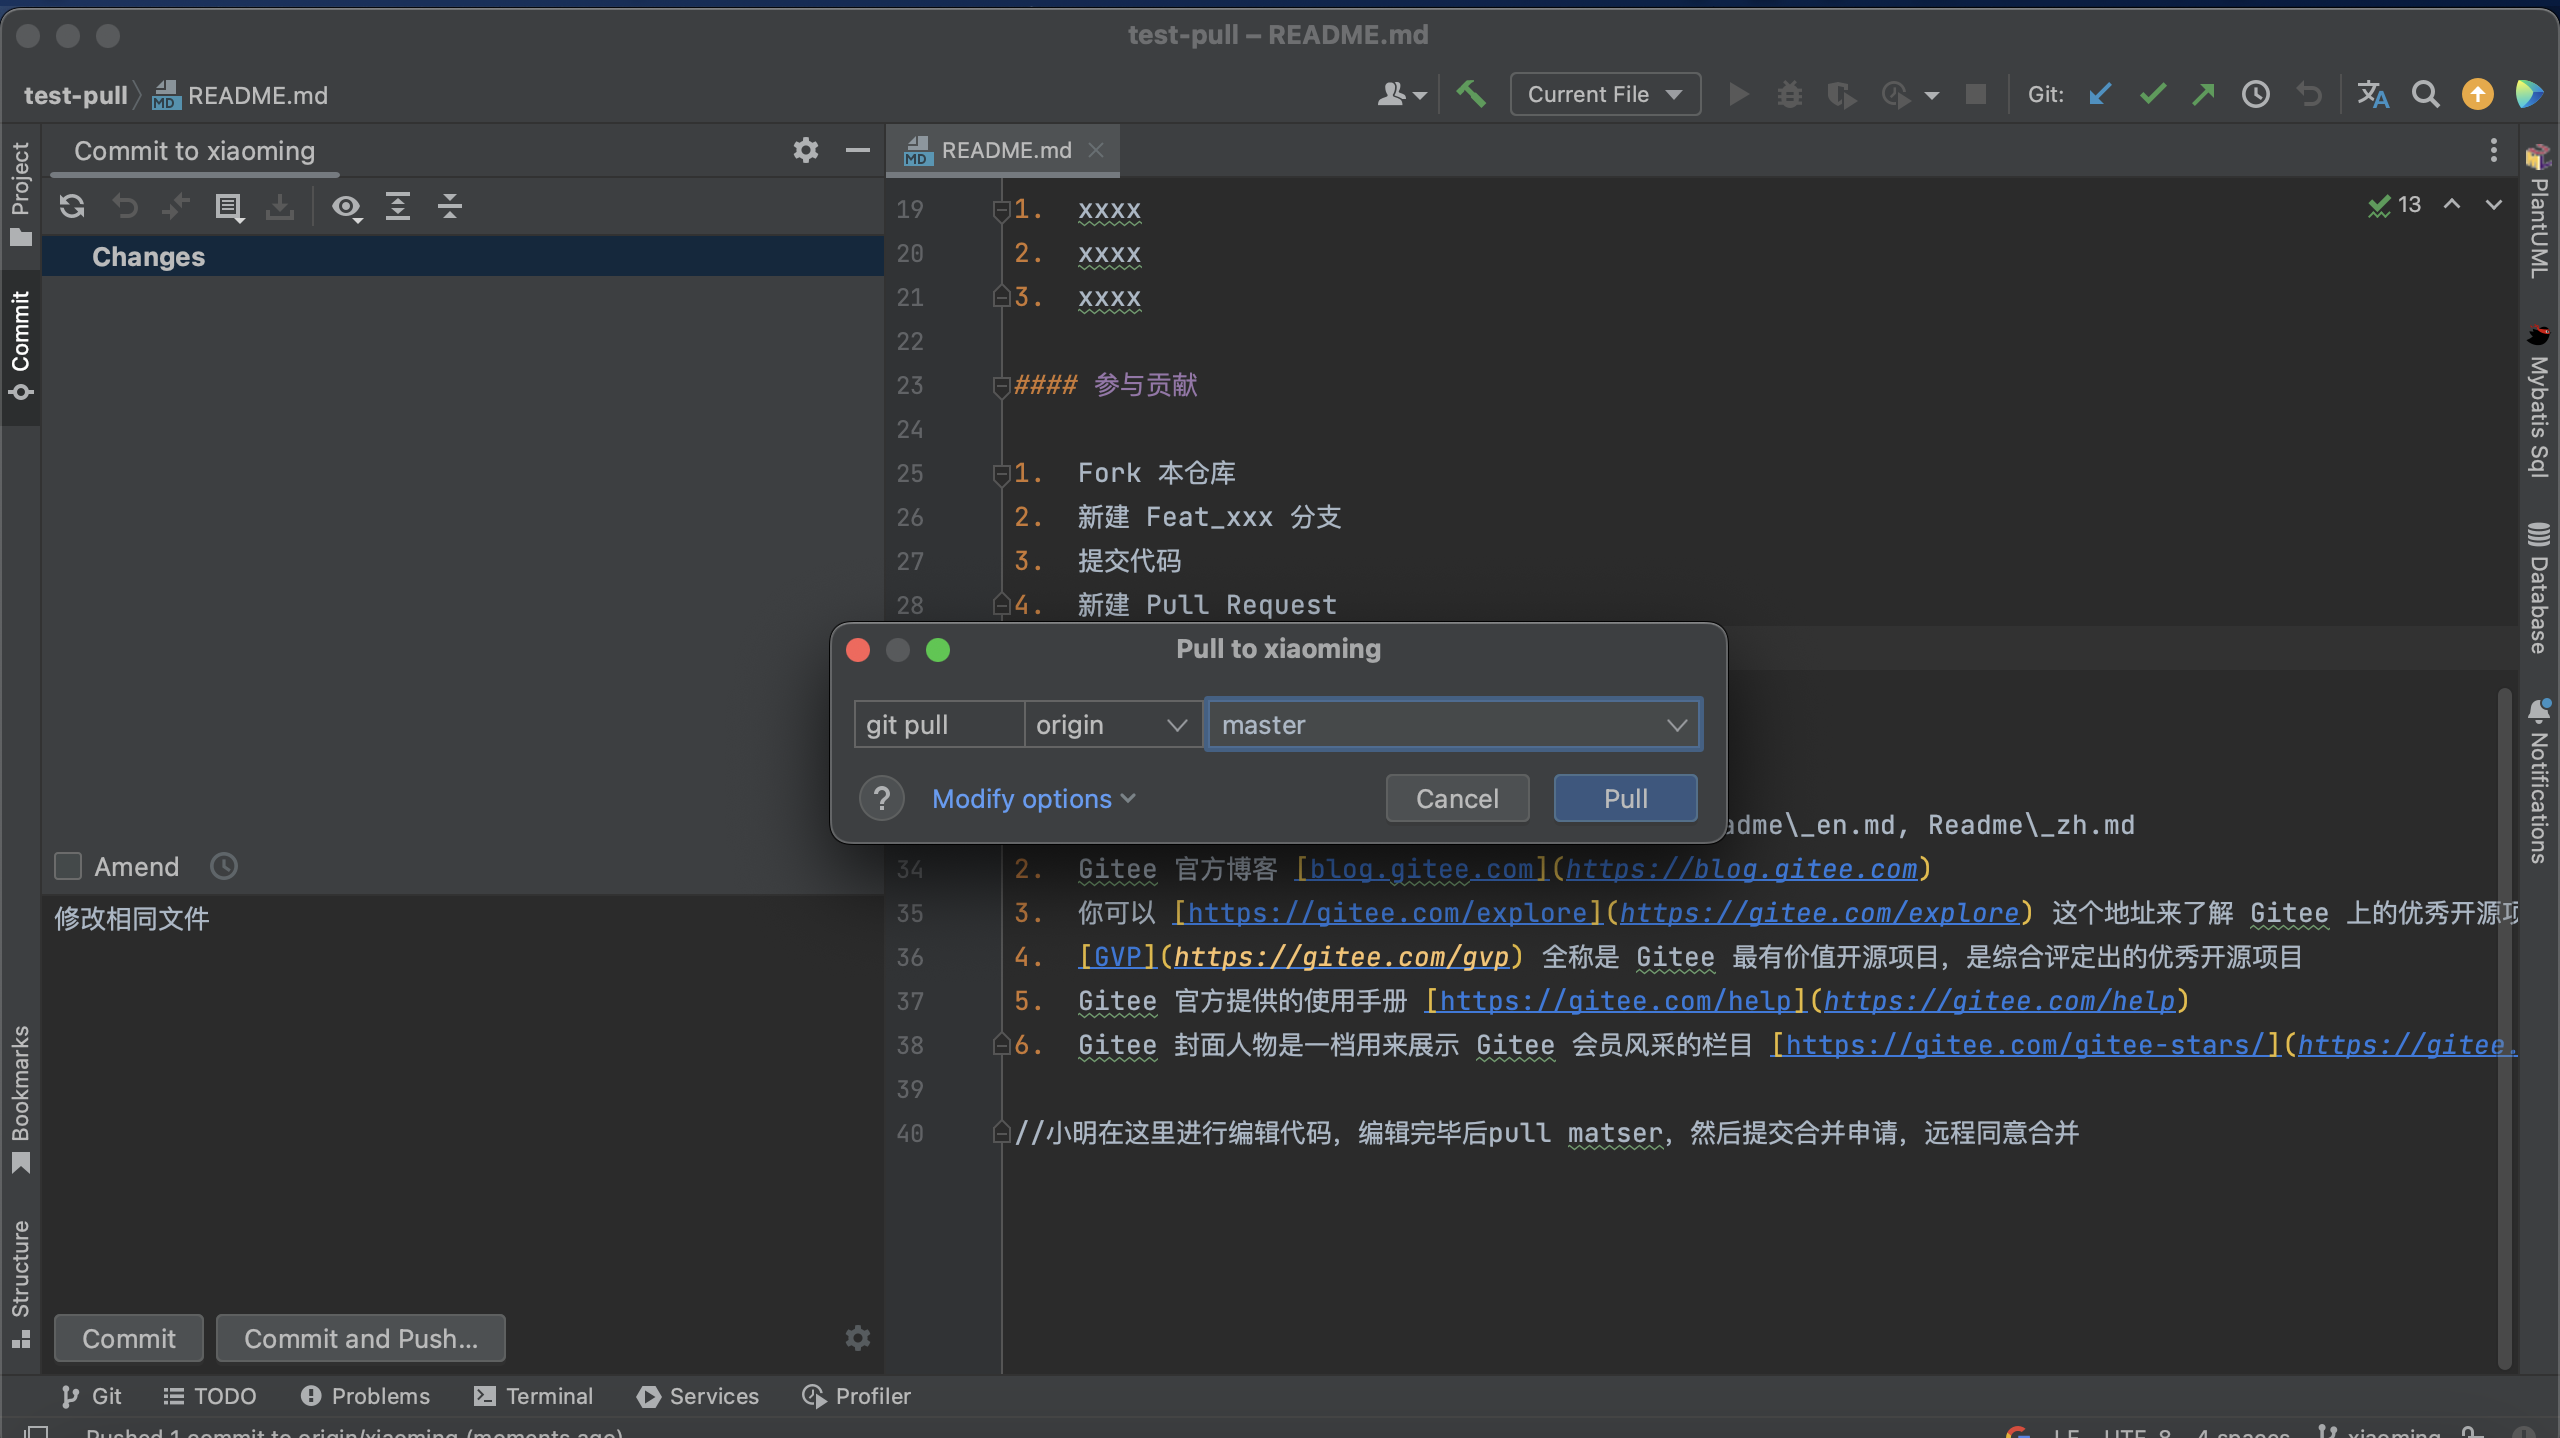 test-pull – README.md
test-pull
README.md
Current File
Git:
Project
Commit
Bookmarks
Structure
Commit to xiaoming
Changes
Amend
修改相同文件
Commit
Commit and Push...
README.md
13
19 1. xxxx
20 2. xxxx
21 3. xxxx
22
23 #### 参与贡献
24
25 1. Fork 本仓库
26 2. 新建 Feat_xxx 分支
27 3. 提交代码
28 4. 新建 Pull Request
Pull to xiaoming
git pull
origin
master
?
Modify options
Cancel
Pull
adme\_en.md, Readme\_zh.md
34 2. Gitee 官方博客 [blog.gitee.com](https://blog.gitee.com)
35 3. 你可以 [https://gitee.com/explore](https://gitee.com/explore) 这个地址来了解 Gitee 上的优秀开源项
36 4. [GVP](https://gitee.com/gvp) 全称是 Gitee 最有价值开源项目，是综合评定出的优秀开源项目
37 5. Gitee 官方提供的使用手册 [https://gitee.com/help](https://gitee.com/help)
38 6. Gitee 封面人物是一档用来展示 Gitee 会员风采的栏目 [https://gitee.com/gitee-stars/](https://gitee.
39
40 //小明在这里进行编辑代码，编辑完毕后pull matser，然后提交合并申请，远程同意合并
PlantUML
Mybatis Sql
Database
Notifications
Git
TODO
Problems
Terminal
Services
Profiler
Pushed 1 commit to origin/xiaoming (moments ago)
LF
UTF-8
4 spaces
xiaoming